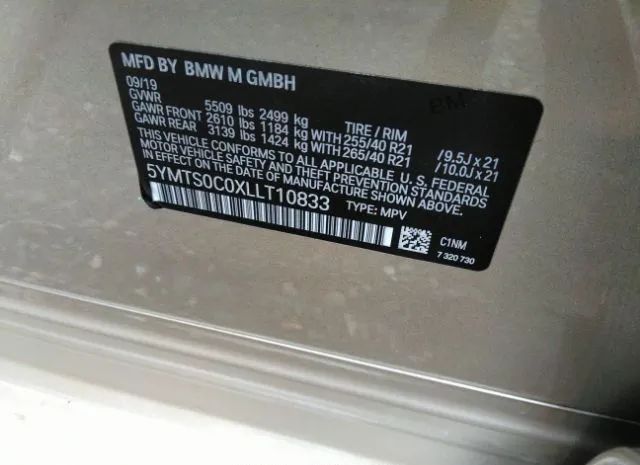 MFD BY BMW M GMBH
09/19
GVWR 5509 lbs 2499 kg TIRE / RIM
GAWR FRONT 2610 lbs 1184 kg WITH 255/40 R21 /9.5J x 21
GAWR REAR 3139 lbs 1424 kg WITH 265/40 R21 /10.0J x 21
THIS VEHICLE CONFORMS TO ALL APPLICABLE U.S. FEDERAL
MOTOR VEHICLE SAFETY AND THEFT PREVENTION STANDARDS
IN EFFECT ON THE DATE OF MANUFACTURE SHOWN ABOVE.
5YMTS0C0XLLT10833 TYPE: MPV
C1NM
7 320 730